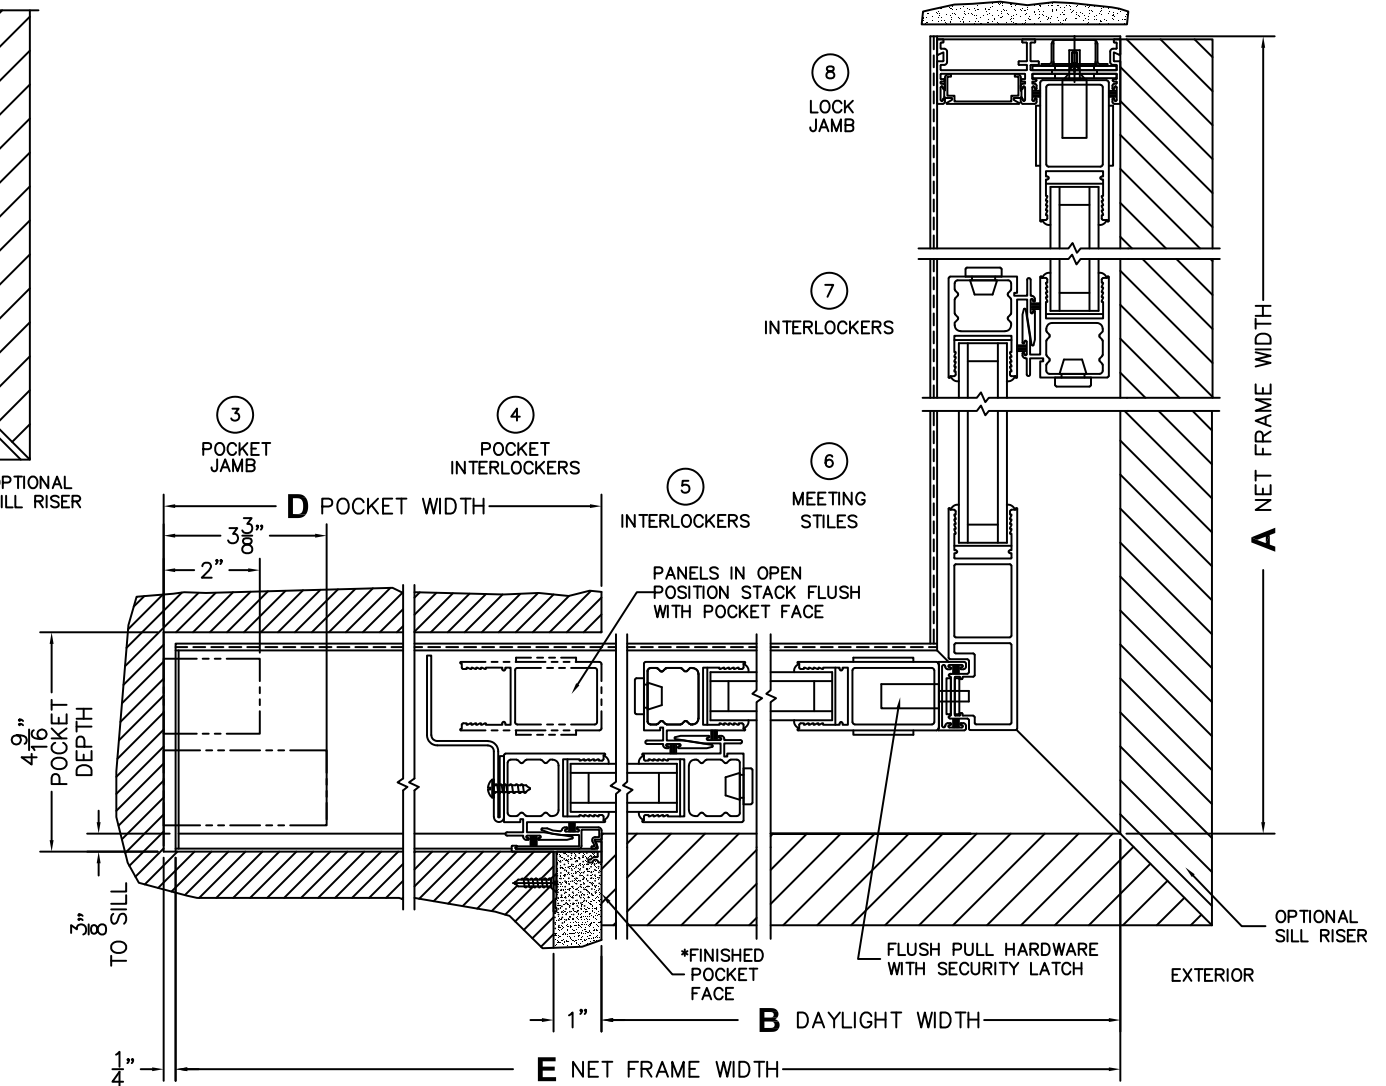 8
LOCK
JAMB
7
INTERLOCKERS
A NET FRAME WIDTH
3
POCKET
JAMB
4
POCKET
INTERLOCKERS
5
INTERLOCKERS
6
MEETING
STILES
OPTIONAL
SILL RISER
D POCKET WIDTH
3 3/8"
2"
PANELS IN OPEN
POSITION STACK FLUSH
WITH POCKET FACE
4 9/16"
POCKET
DEPTH
3/8"
TO SILL
*FINISHED
POCKET
FACE
FLUSH PULL HARDWARE
WITH SECURITY LATCH
OPTIONAL
SILL RISER
EXTERIOR
1"
B DAYLIGHT WIDTH
1/4"
E NET FRAME WIDTH